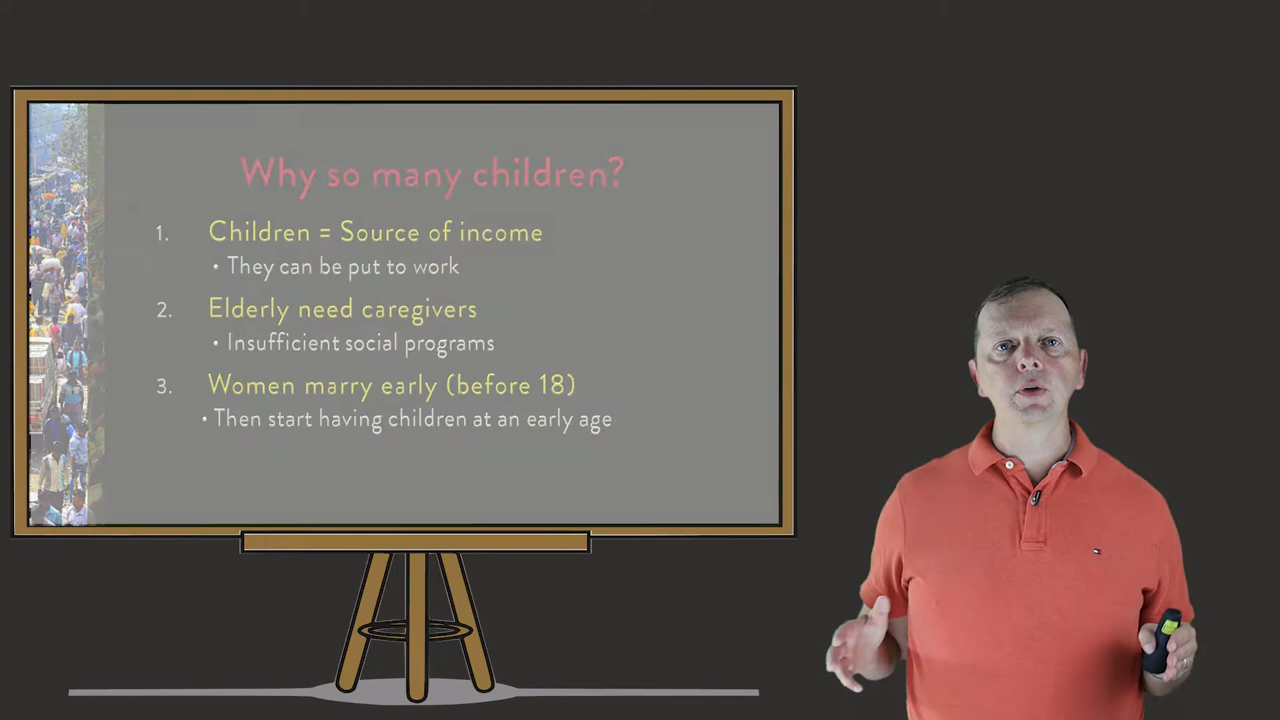 Why so many children?
1. Children = Source of income
• They can be put to work
2. Elderly need caregivers
• Insufficient social programs
3. Women marry early (before 18)
• Then start having children at an early age